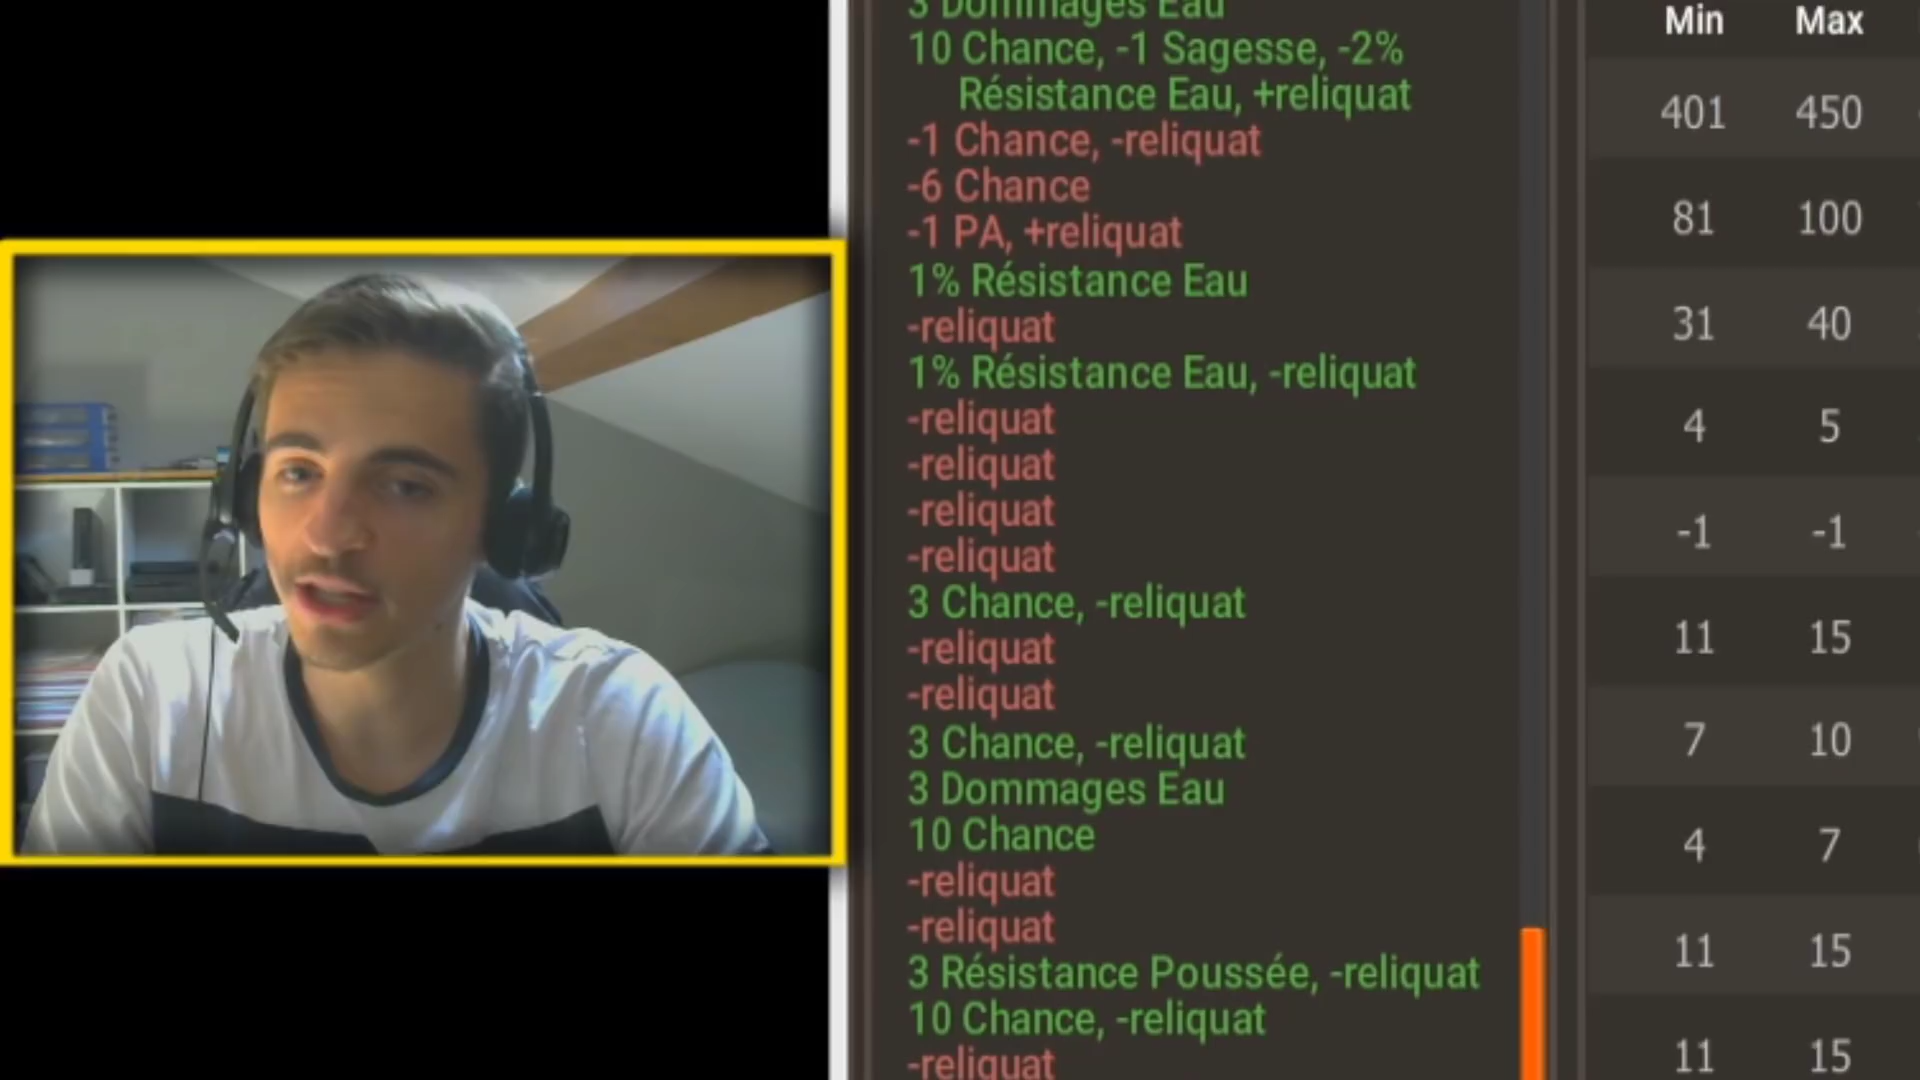 3 Dommages Eau
10 Chance, -1 Sagesse, -2%
Résistance Eau, +reliquat
-1 Chance, -reliquat
-6 Chance
-1 PA, +reliquat
1% Résistance Eau
-reliquat
1% Résistance Eau, -reliquat
-reliquat
-reliquat
-reliquat
-reliquat
3 Chance, -reliquat
-reliquat
-reliquat
3 Chance, -reliquat
3 Dommages Eau
10 Chance
-reliquat
-reliquat
3 Résistance Poussée, -reliquat
10 Chance, -reliquat
-reliquat
Min Max
401 450
81 100
31 40
4 5
-1 -1
11 15
7 10
4 7
11 15
11 15